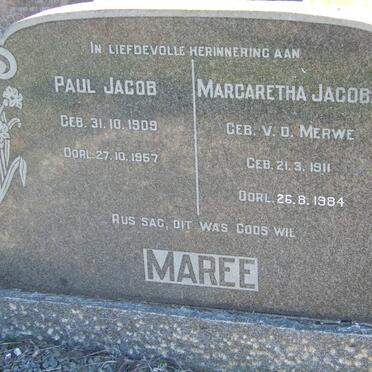 IN LIEFDEVOLLE HERINNERING AAN
PAUL JACOB
GEB. 31.10.1909
OORL. 27.10.1957
MARGARETHA JACOB
GEB. V.D. MERWE
GEB. 21.3.1911
OORL. 26.8.1984
RUS SAG, DIT WAS GODS WIL
MAREE